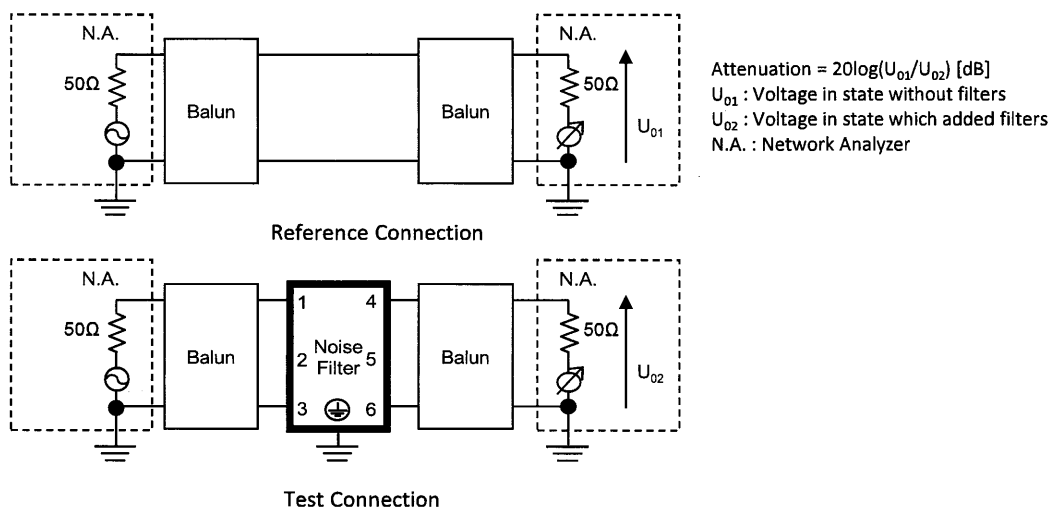 N.A.
N.A.
50Ω
Balun
Balun
50Ω
U01
Attenuation = 20log(U01/U02) [dB]
U01 : Voltage in state without filters
U02 : Voltage in state which added filters
N.A. : Network Analyzer
Reference Connection
N.A.
N.A.
50Ω
Balun
1 4
2 Noise 5
Filter
3 6
Balun
50Ω
U02
Test Connection